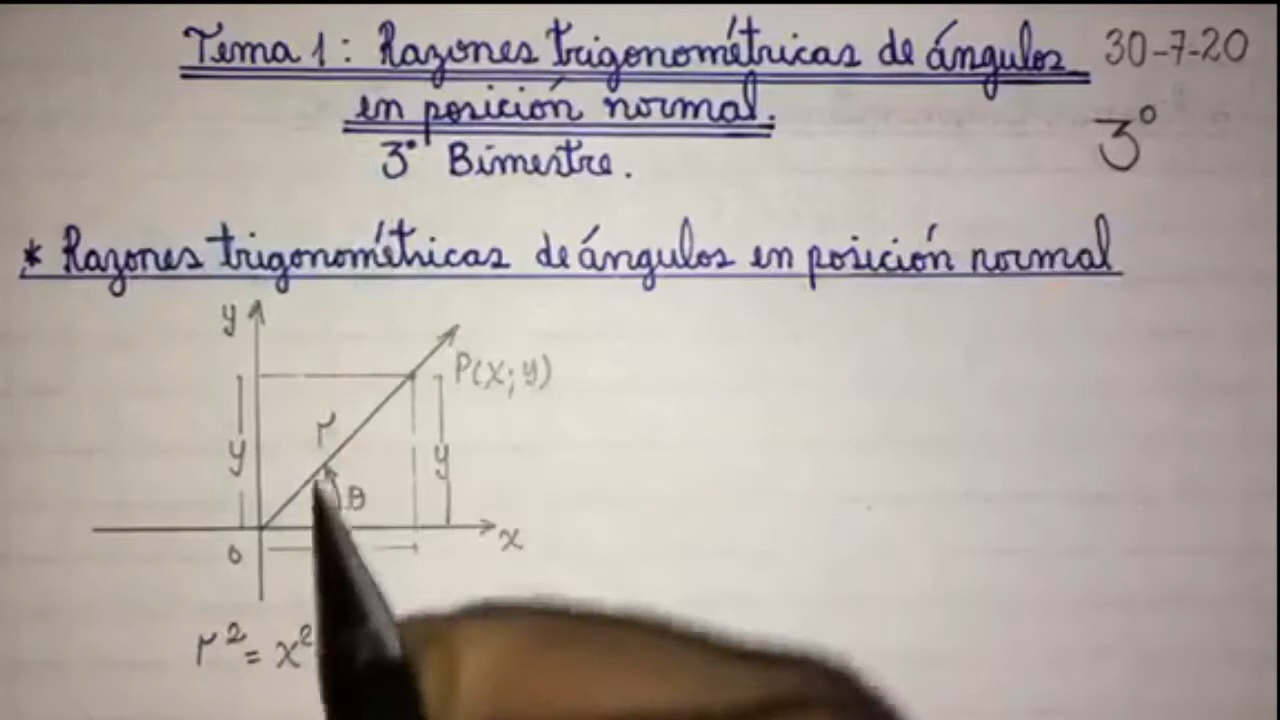 Tema 1: Razones trigonométricas de ángulos 30-7-20
en posición normal. 3°
3° Bimestre.
* Razones trigonométricas de ángulos en posición normal
y
P(x; y)
r
y y
θ
x
0
r² = x²